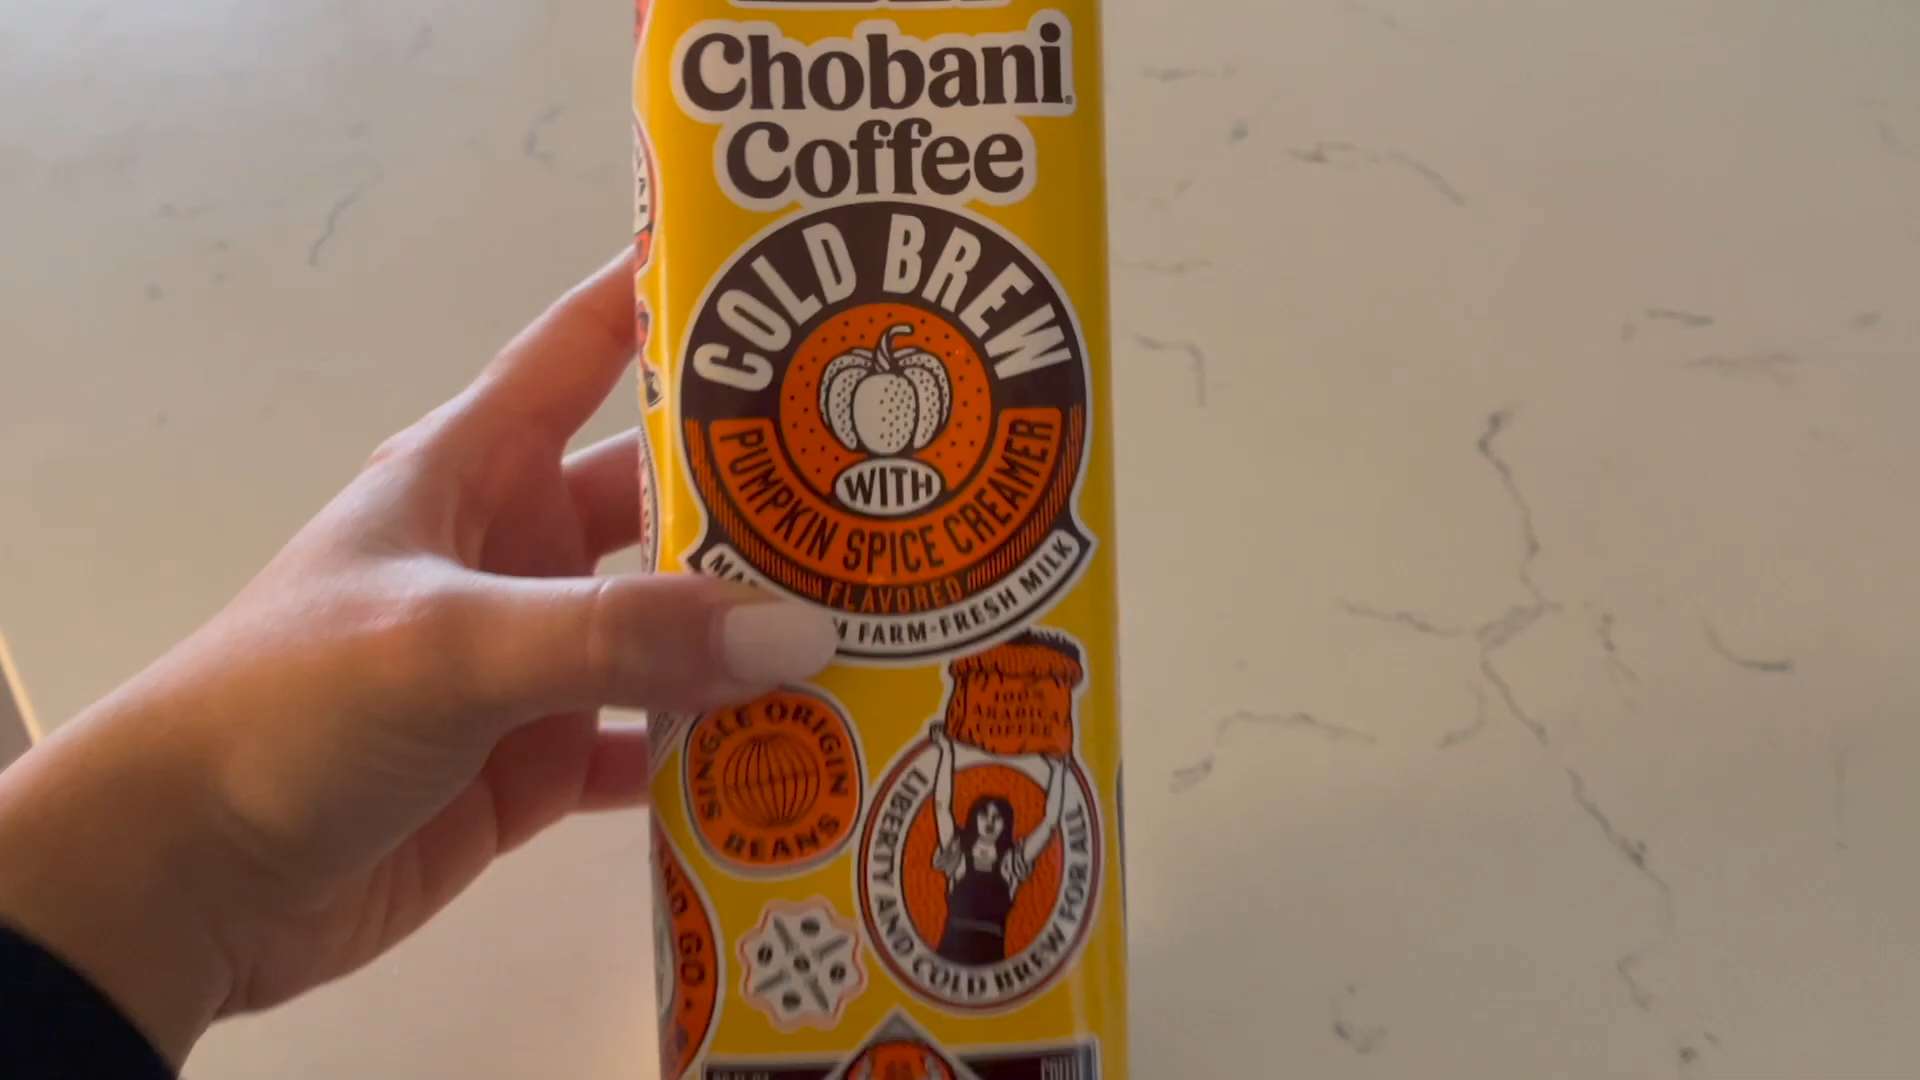 Chobani
Coffee
COLD BREW
WITH
PUMPKIN SPICE CREAMER
FLAVORED
FARM-FRESH MILK
SINGLE ORIGIN
BEANS
100%
ARABICA
COFFEE
LIBERTY AND COLD BREW FOR ALL
GO